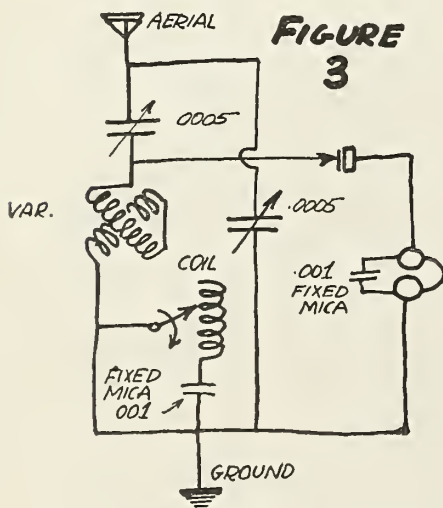 AERIAL
FIGURE
3
.0005
VAR.
.0005
COIL
.001
FIXED
MICA
FIXED
MICA
001
GROUND